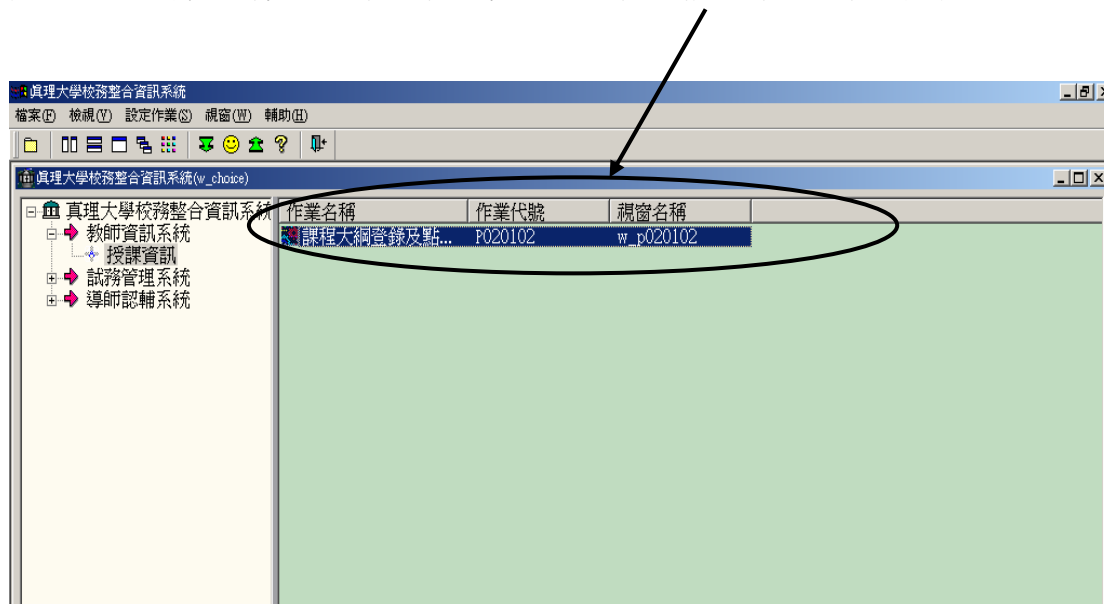 真理大學校務整合資訊系統
檔案(F) 檢視(V) 設定作業(S) 視窗(W) 輔助(H)
真理大學校務整合資訊系統(w_choice)
真理大學校務整合資訊系統
教師資訊系統
授課資訊
試務管理系統
導師認輔系統
作業名稱 作業代號 視窗名稱
課程大綱登錄及點... P020102 w_p020102